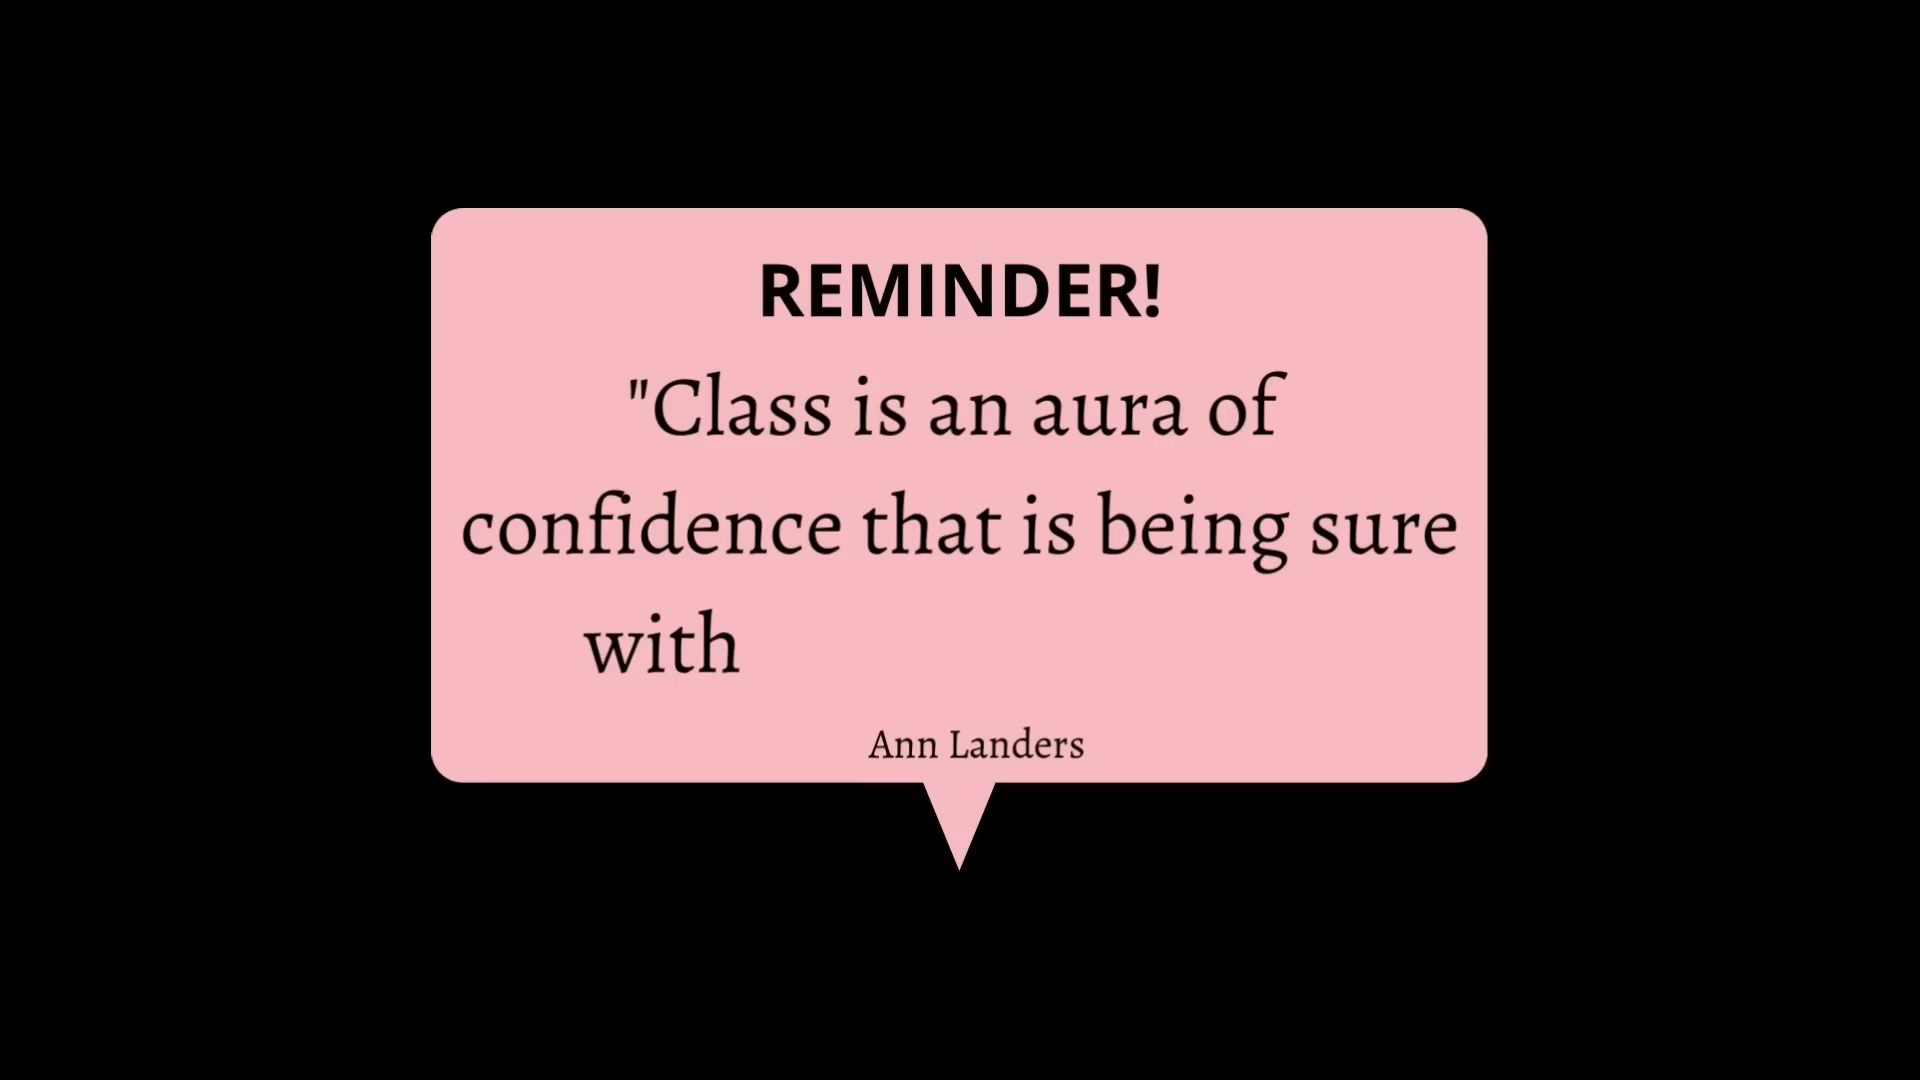 REMINDER!
"Class is an aura of
confidence that is being sure
with
Ann Landers